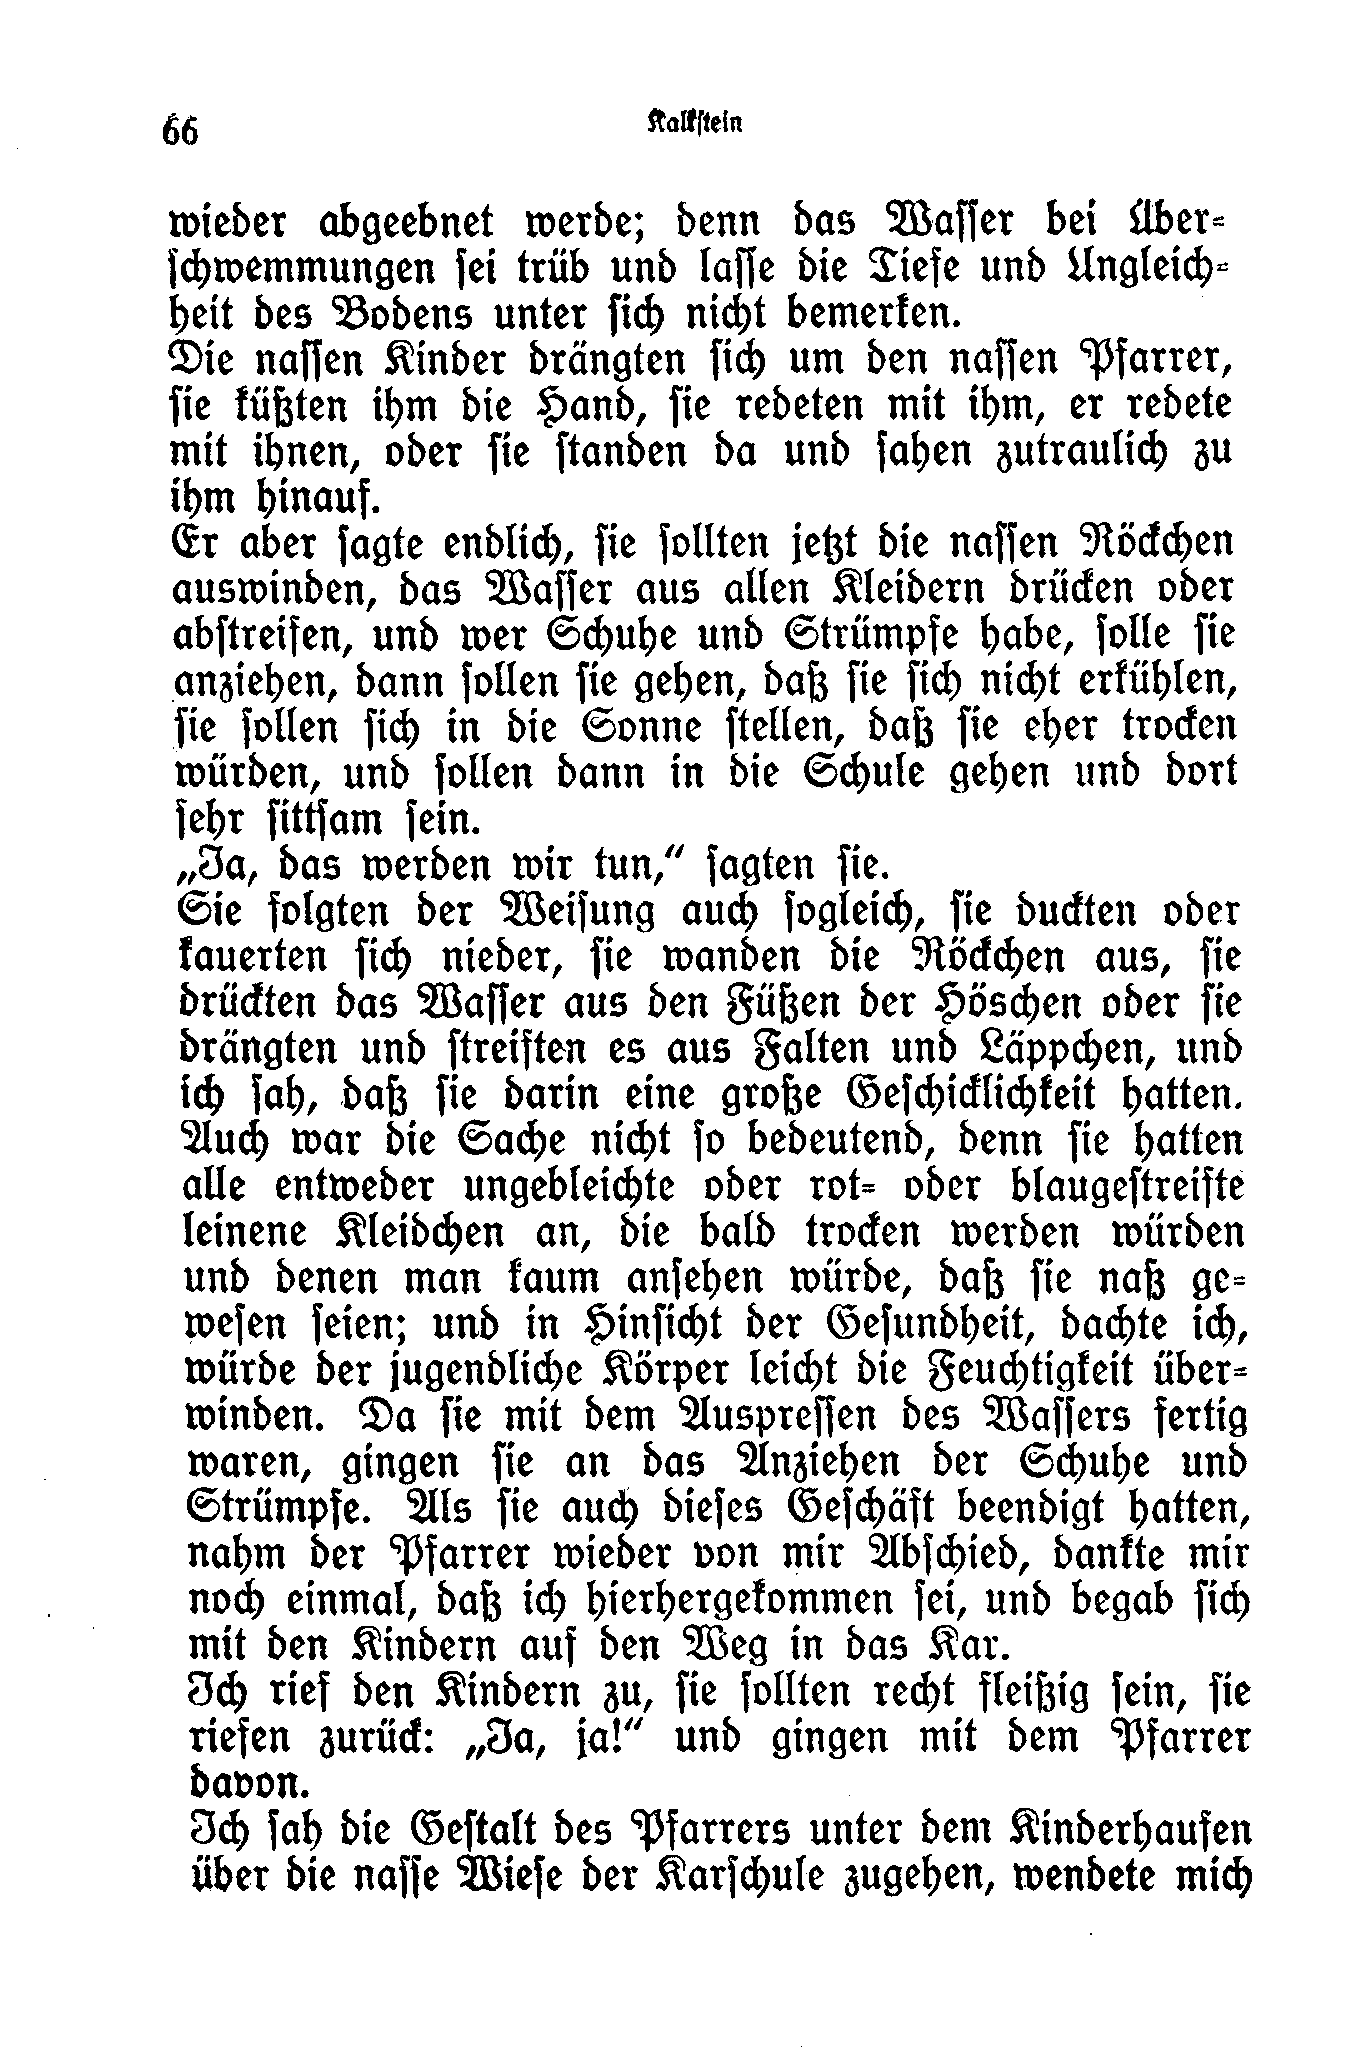 66
Kalkstein
wieder abgeebnet werde; denn das Wasser bei Über-
schwemmungen sei trüb und lasse die Tiefe und Ungleich-
heit des Bodens unter sich nicht bemerken.
Die nassen Kinder drängten sich um den nassen Pfarrer,
sie küßten ihm die Hand, sie redeten mit ihm, er redete
mit ihnen, oder sie standen da und sahen zutraulich zu
ihm hinauf.
Er aber sagte endlich, sie sollten jetzt die nassen Röckchen
auswinden, das Wasser aus allen Kleidern drücken oder
abstreifen, und wer Schuhe und Strümpfe habe, solle sie
anziehen, dann sollen sie gehen, daß sie sich nicht erkühlen,
sie sollen sich in die Sonne stellen, daß sie eher trocken
würden, und sollen dann in die Schule gehen und dort
sehr sittsam sein.
„Ja, das werden wir tun,“ sagten sie.
Sie folgten der Weisung auch sogleich, sie duckten oder
kauerten sich nieder, sie wanden die Röckchen aus, sie
drückten das Wasser aus den Füßen der Höschen oder sie
drängten und streiften es aus Falten und Läppchen, und
ich sah, daß sie darin eine große Geschicklichkeit hatten.
Auch war die Sache nicht so bedeutend, denn sie hatten
alle entweder ungebleichte oder rot- oder blaugestreifte
leinene Kleidchen an, die bald trocken werden würden
und denen man kaum ansehen würde, daß sie naß ge-
wesen seien; und in Hinsicht der Gesundheit, dachte ich,
würde der jugendliche Körper leicht die Feuchtigkeit über-
winden. Da sie mit dem Auspressen des Wassers fertig
waren, gingen sie an das Anziehen der Schuhe und
Strümpfe. Als sie auch dieses Geschäft beendigt hatten,
nahm der Pfarrer wieder von mir Abschied, dankte mir
noch einmal, daß ich hierhergekommen sei, und begab sich
mit den Kindern auf den Weg in das Kar.
Ich rief den Kindern zu, sie sollten recht fleißig sein, sie
riefen zurück: „Ja, ja!“ und gingen mit dem Pfarrer
davon.
Ich sah die Gestalt des Pfarrers unter dem Kinderhaufen
über die nasse Wiese der Karschule zugehen, wendete mich